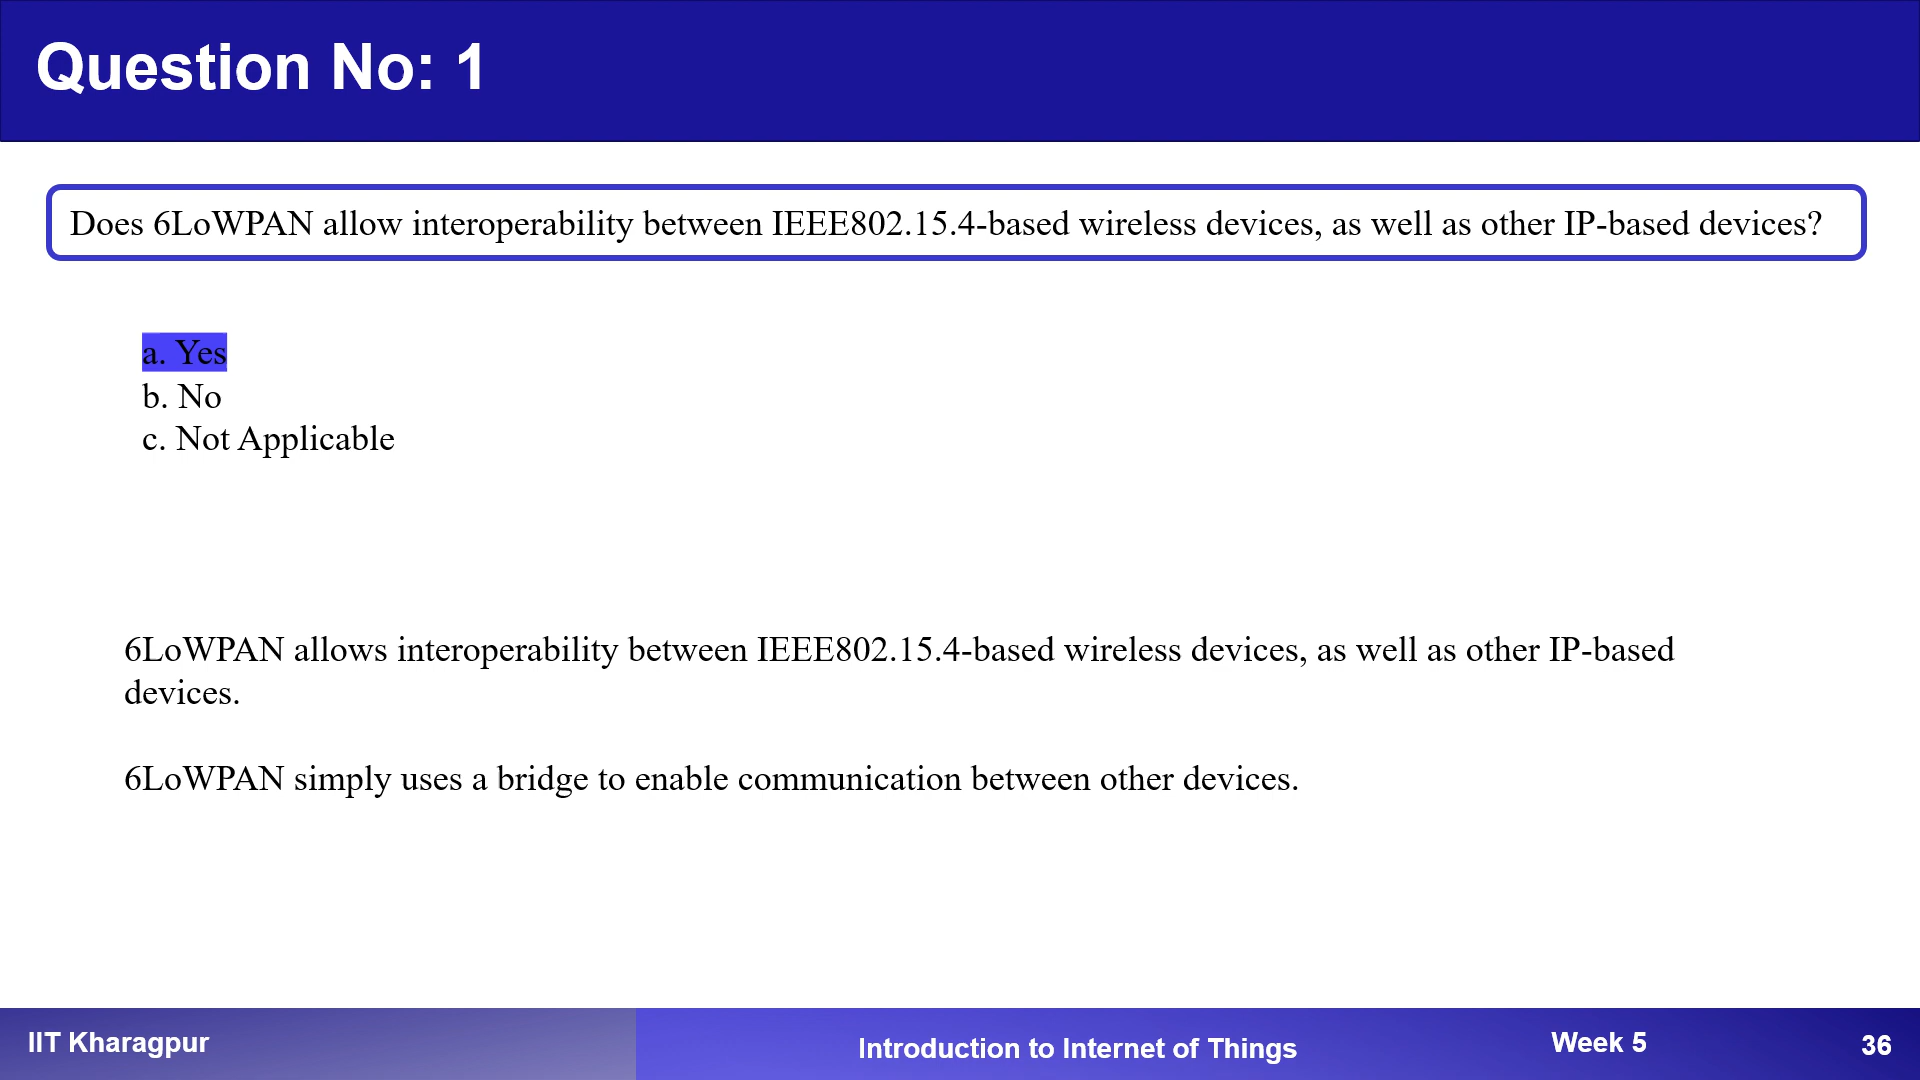 Question No: 1
Does 6LoWPAN allow interoperability between IEEE802.15.4-based wireless devices, as well as other IP-based devices?
a. Yes
b. No
c. Not Applicable
6LoWPAN allows interoperability between IEEE802.15.4-based wireless devices, as well as other IP-based
devices.
6LoWPAN simply uses a bridge to enable communication between other devices.
IIT Kharagpur
Introduction to Internet of Things
Week 5
36